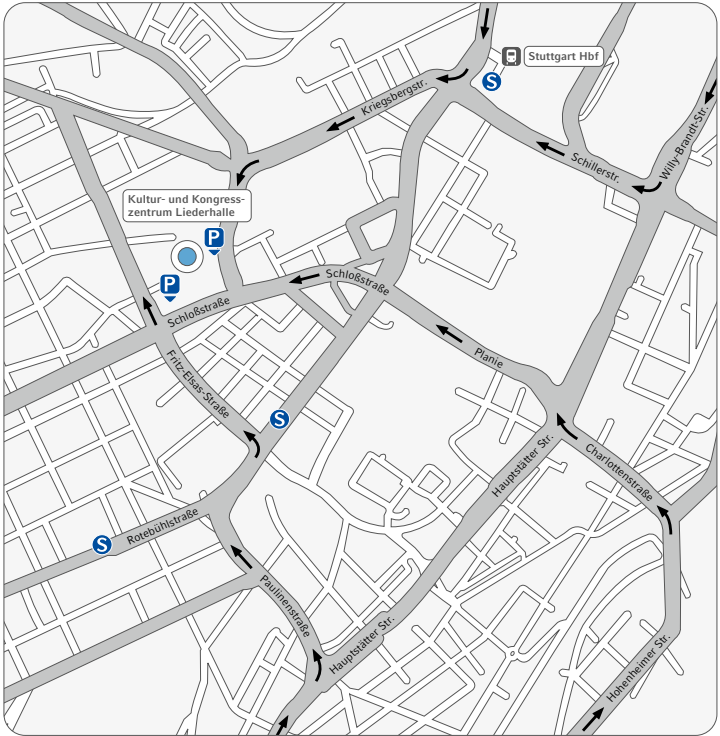 Stuttgart Hbf
S
Kriegsbergstr.
Willy-Brandt-Str.
Schillerstr.
Kultur- und Kongress-
zentrum Liederhalle
P
P
Schloßstraße
Schloßstraße
Planie
Fritz-Elsas-Straße
S
Hauptstätter Str.
Charlottenstraße
Rotebühlstraße
S
Paulinenstraße
Hauptstätter Str.
Hohenheimer Str.